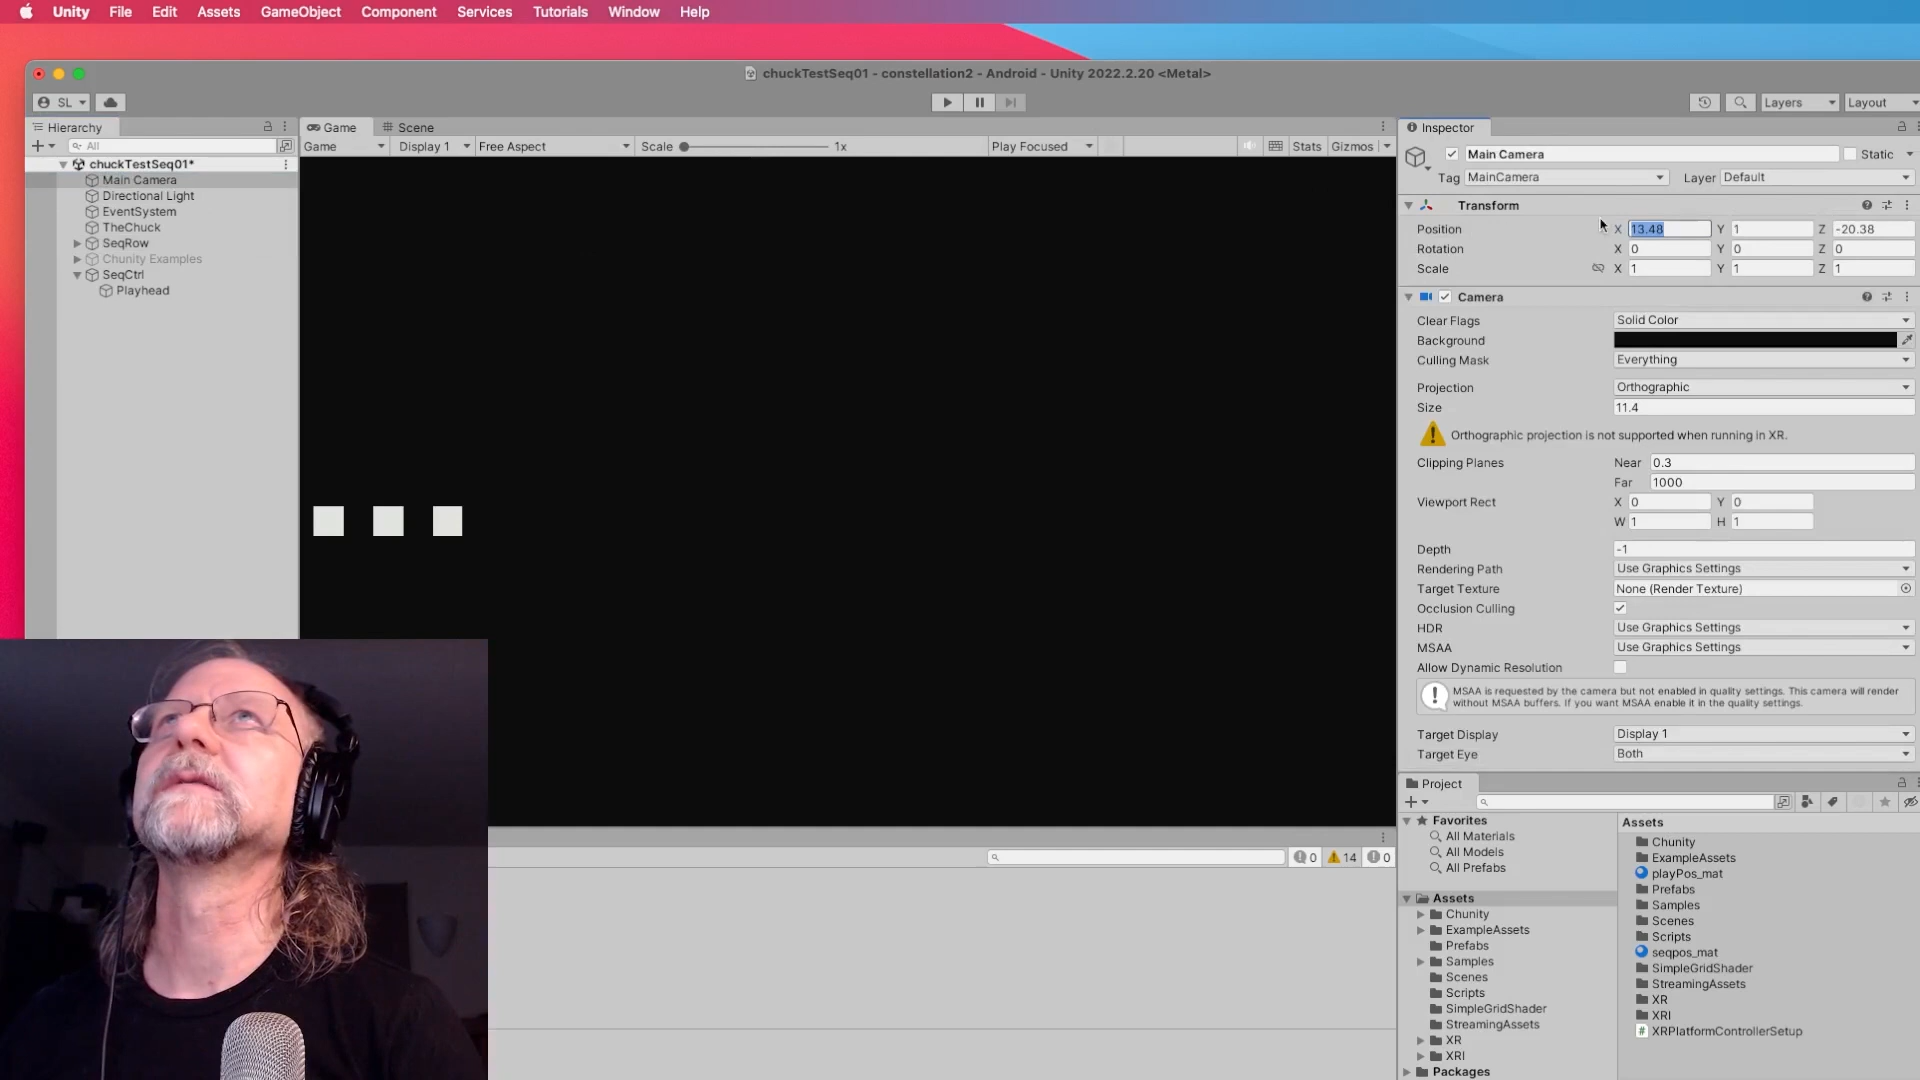 Unity File Edit Assets GameObject Component Services Tutorials Window Help
chuckTestSeq01 - constellation2 - Android - Unity 2022.2.20 <Metal>
SL
Layers
Layout
Hierarchy
All
chuckTestSeq01*
Main Camera
Directional Light
EventSystem
TheChuck
SeqRow
Chunity Examples
SeqCtrl
Playhead
Game
Scene
Game Display 1 Free Aspect Scale 1x Play Focused Stats Gizmos
Inspector
Main Camera Static
Tag MainCamera Layer Default
Transform
Position X 13.48 Y 1 Z -20.38
Rotation X 0 Y 0 Z 0
Scale X 1 Y 1 Z 1
Camera
Clear Flags Solid Color
Background
Culling Mask Everything
Projection Orthographic
Size 11.4
Orthographic projection is not supported when running in XR.
Clipping Planes Near 0.3
Far 1000
Viewport Rect X 0 Y 0
W 1 H 1
Depth -1
Rendering Path Use Graphics Settings
Target Texture None (Render Texture)
Occlusion Culling
HDR Use Graphics Settings
MSAA Use Graphics Settings
Allow Dynamic Resolution
MSAA is requested by the camera but not enabled in quality settings. This camera will render
without MSAA buffers. If you want MSAA enable it in the quality settings.
Target Display Display 1
Target Eye Both
0 14 0
Project
Favorites
All Materials
All Models
All Prefabs
Assets
Chunity
ExampleAssets
Prefabs
Samples
Scenes
Scripts
SimpleGridShader
StreamingAssets
XR
XRI
Packages
Assets
Chunity
ExampleAssets
playPos_mat
Prefabs
Samples
Scenes
Scripts
seqpos_mat
SimpleGridShader
StreamingAssets
XR
XRI
XRPlatformControllerSetup